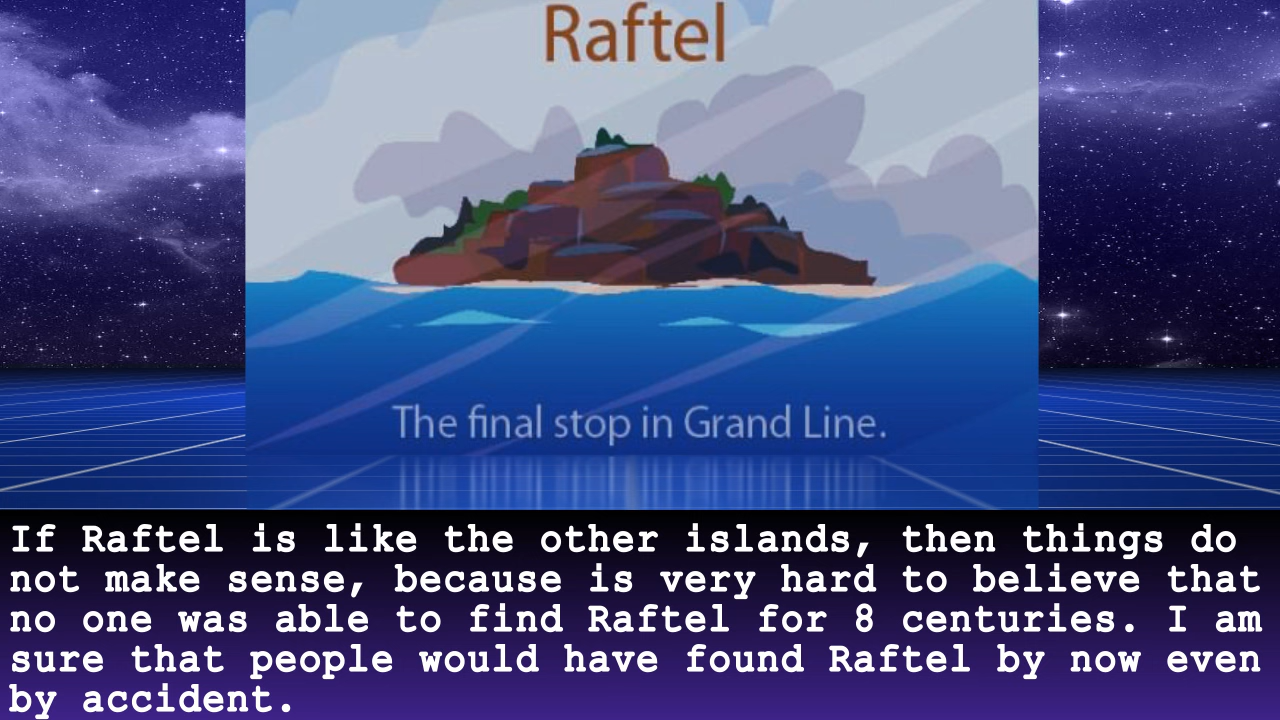 Raftel
The final stop in Grand Line.
If Raftel is like the other islands, then things do
not make sense, because is very hard to believe that
no one was able to find Raftel for 8 centuries. I am
sure that people would have found Raftel by now even
by accident.